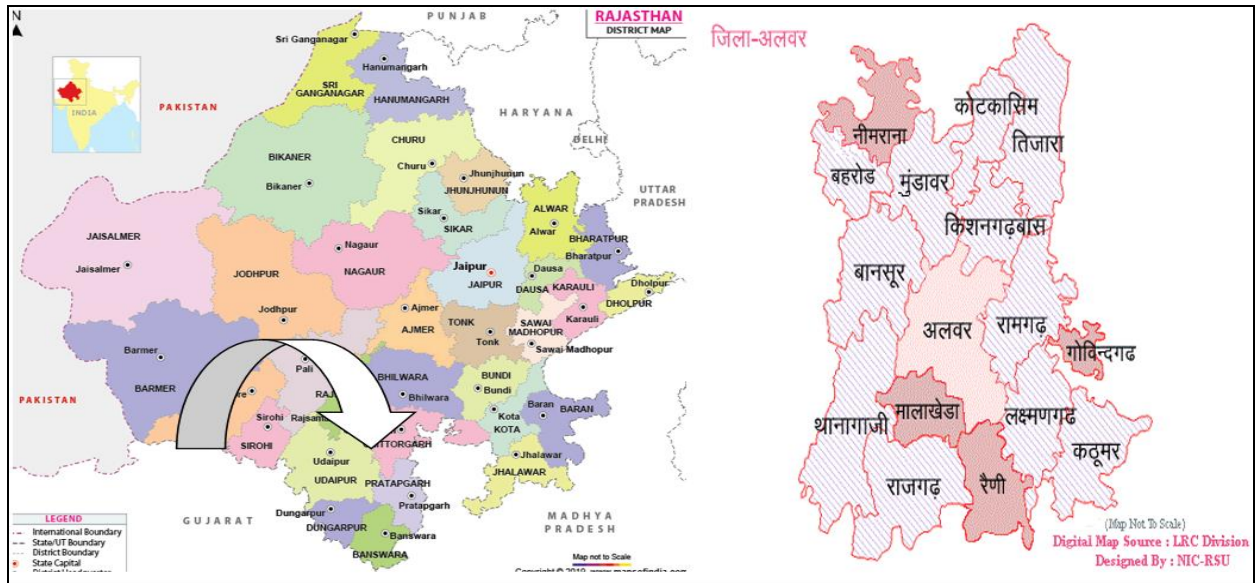 N
PUNJAB
RAJASTHAN
DISTRICT MAP
Sri Ganganagar
Hanumangarh
SRI
GANGANAGAR
HANUMANGARH
INDIA
PAKISTAN
HARYANA
DELHI
CHURU
Churu
BIKANER
Bikaner
Jhunjhunun
JHUNJHUNUN
UTTAR
PRADESH
Sikar
SIKAR
ALWAR
Alwar
JAISALMER
Jaisalmer
Nagaur
NAGAUR
BHARATPUR
Bharatpur
JODHPUR
Jodhpur
Jaipur
JAIPUR
Dausa
DAUSA
KARAULI
Karauli
Dholpur
DHOLPUR
Ajmer
AJMER
TONK
Tonk
SAWAI
MADHOPUR
Sawai Madhopur
Barmer
BARMER
Pali
BHILWARA
Bhilwara
BUNDI
Bundi
PAKISTAN
Sirohi
SIROHI
Kota
KOTA
Baran
BARAN
Udaipur
UDAIPUR
Jhalawar
JHALAWAR
PRATAPGARH
Pratapgarh
GUJARAT
Dungarpur
DUNGARPUR
Banswara
BANSWARA
MADHYA
PRADESH
LEGEND
International Boundary
State/UT Boundary
District Boundary
State Capital
Map not to Scale
जिला-अलवर
कोटकासिम
नीमराना
तिजारा
बहरोड
मुंडावर
किशनगढ़बास
बानसूर
अलवर
रामगढ़
गोविन्दगढ
मालाखेडा
थानागाजी
लक्ष्मणगढ
कठूमर
राजगढ़
रैणी
(Map Not To Scale)
Digital Map Source : LRC Division
Designed By : NIC-RSU